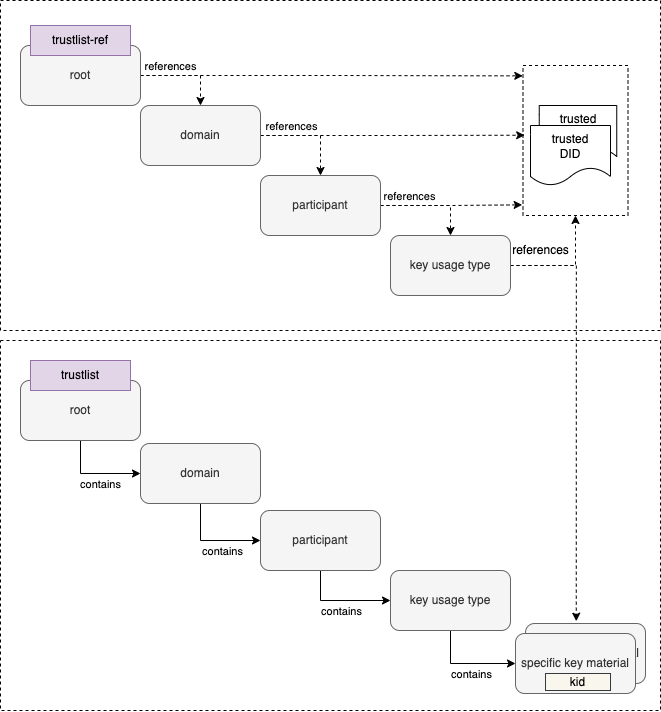 trustlist-ref
root
references
domain
references
participant
references
key usage type
references
trusted
trusted
DID
trustlist
root
contains
domain
contains
participant
contains
key usage type
contains
specific key material
l
kid